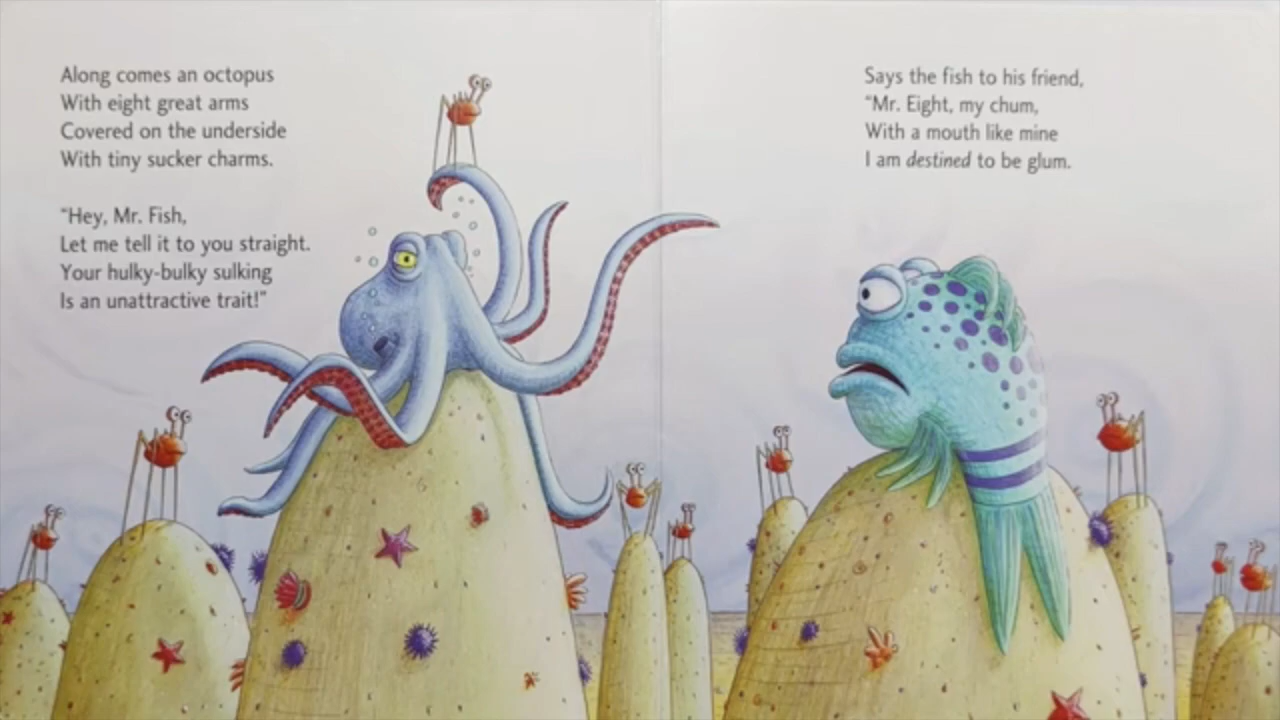 Along comes an octopus
With eight great arms
Covered on the underside
With tiny sucker charms.
“Hey, Mr. Fish,
Let me tell it to you straight.
Your hulky-bulky sulking
Is an unattractive trait!”
Says the fish to his friend,
“Mr. Eight, my chum,
With a mouth like mine
I am destined to be glum.